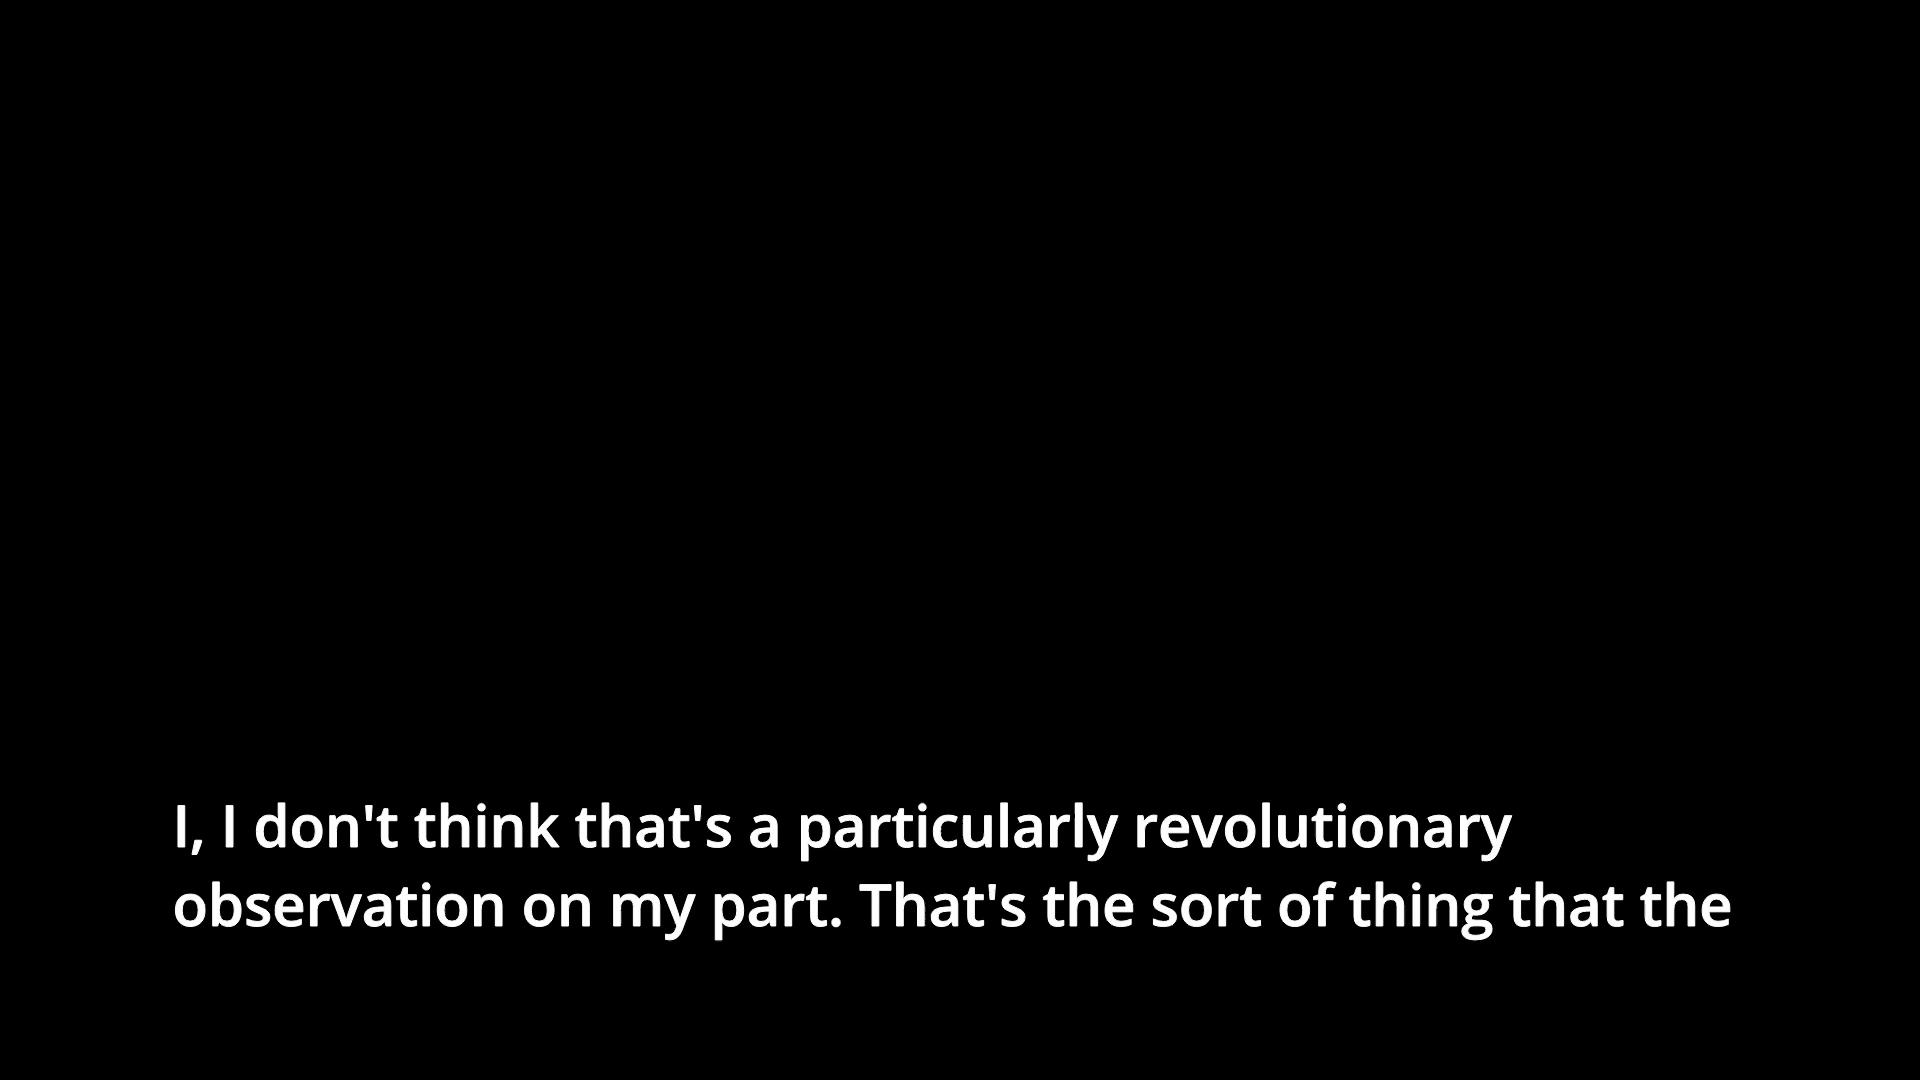 I, I don't think that's a particularly revolutionary
observation on my part. That's the sort of thing that the